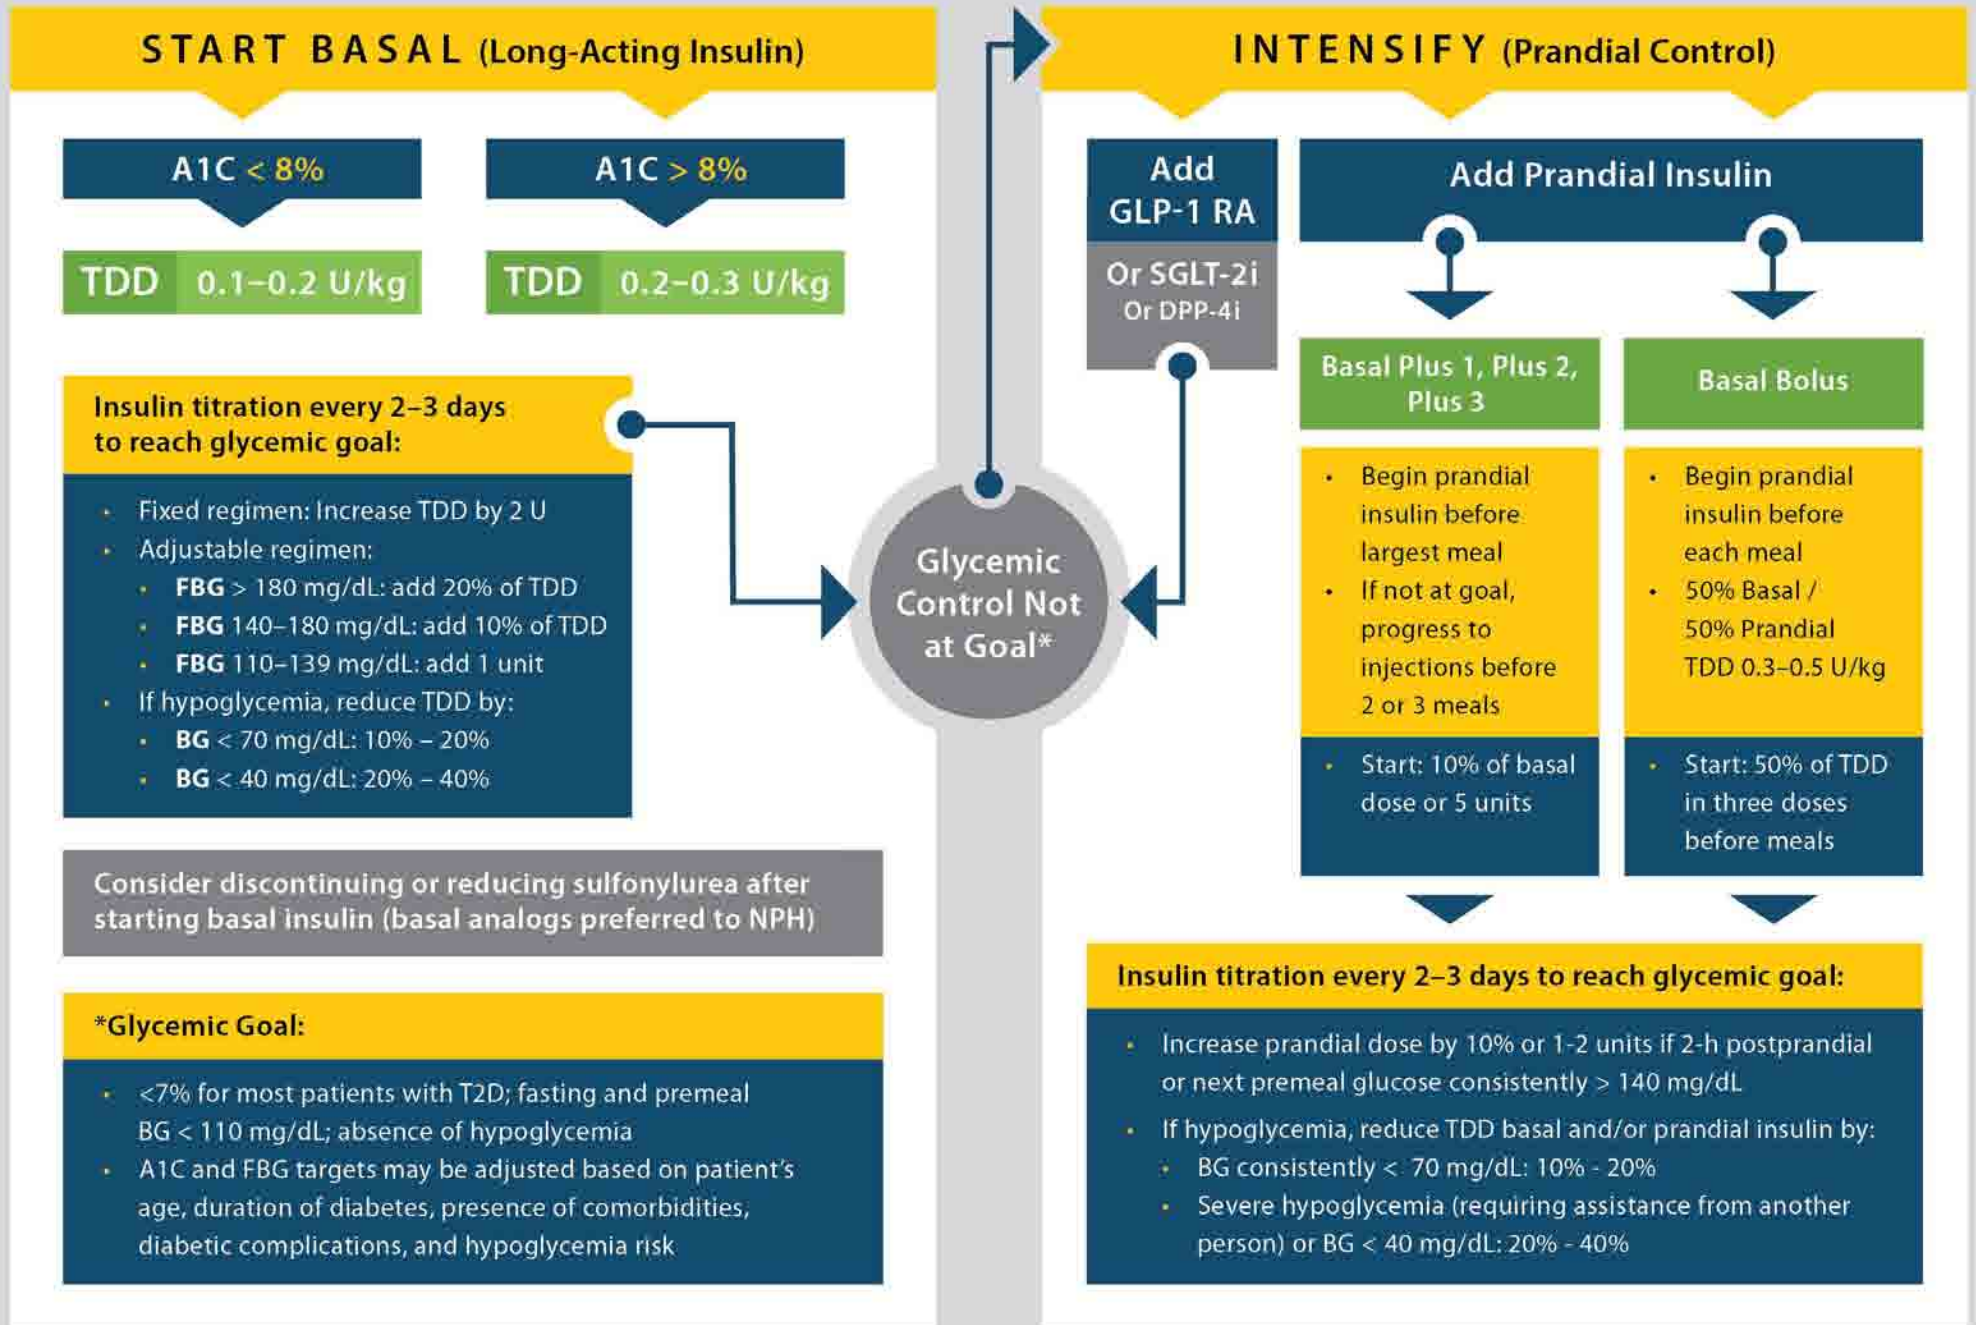 START BASAL (Long-Acting Insulin)
A1C < 8%
A1C > 8%
TDD 0.1–0.2 U/kg
TDD 0.2–0.3 U/kg
Insulin titration every 2–3 days
to reach glycemic goal:
• Fixed regimen: Increase TDD by 2 U
• Adjustable regimen:
• FBG > 180 mg/dL: add 20% of TDD
• FBG 140–180 mg/dL: add 10% of TDD
• FBG 110–139 mg/dL: add 1 unit
• If hypoglycemia, reduce TDD by:
• BG < 70 mg/dL: 10% – 20%
• BG < 40 mg/dL: 20% – 40%
Consider discontinuing or reducing sulfonylurea after
starting basal insulin (basal analogs preferred to NPH)
*Glycemic Goal:
• <7% for most patients with T2D; fasting and premeal
BG < 110 mg/dL; absence of hypoglycemia
• A1C and FBG targets may be adjusted based on patient's
age, duration of diabetes, presence of comorbidities,
diabetic complications, and hypoglycemia risk
Glycemic
Control Not
at Goal*
INTENSIFY (Prandial Control)
Add
GLP-1 RA
Or SGLT-2i
Or DPP-4i
Add Prandial Insulin
Basal Plus 1, Plus 2,
Plus 3
• Begin prandial
insulin before
largest meal
• If not at goal,
progress to
injections before
2 or 3 meals
• Start: 10% of basal
dose or 5 units
Basal Bolus
• Begin prandial
insulin before
each meal
• 50% Basal /
50% Prandial
TDD 0.3–0.5 U/kg
• Start: 50% of TDD
in three doses
before meals
Insulin titration every 2–3 days to reach glycemic goal:
• Increase prandial dose by 10% or 1-2 units if 2-h postprandial
or next premeal glucose consistently > 140 mg/dL
• If hypoglycemia, reduce TDD basal and/or prandial insulin by:
• BG consistently < 70 mg/dL: 10% - 20%
• Severe hypoglycemia (requiring assistance from another
person) or BG < 40 mg/dL: 20% - 40%